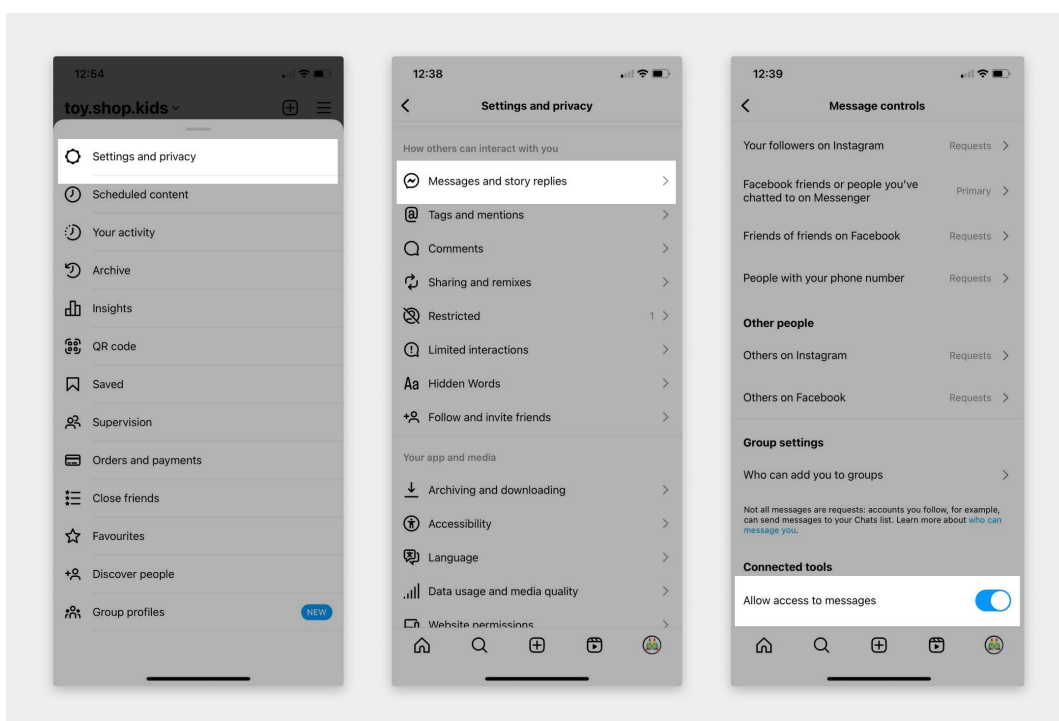 12:54
toy.shop.kids
Settings and privacy
Scheduled content
Your activity
Archive
Insights
QR code
Saved
Supervision
Orders and payments
Close friends
Favourites
Discover people
Group profiles NEW
12:38
Settings and privacy
How others can interact with you
Messages and story replies
Tags and mentions
Comments
Sharing and remixes
Restricted 1
Limited interactions
Aa Hidden Words
Follow and invite friends
Your app and media
Archiving and downloading
Accessibility
Language
Data usage and media quality
Website permissions
12:39
Message controls
Your followers on Instagram Requests
Facebook friends or people you've
chatted to on Messenger Primary
Friends of friends on Facebook Requests
People with your phone number Requests
Other people
Others on Instagram Requests
Others on Facebook Requests
Group settings
Who can add you to groups
Not all messages are requests: accounts you follow, for example,
can send messages to your Chats list. Learn more about who can
message you.
Connected tools
Allow access to messages